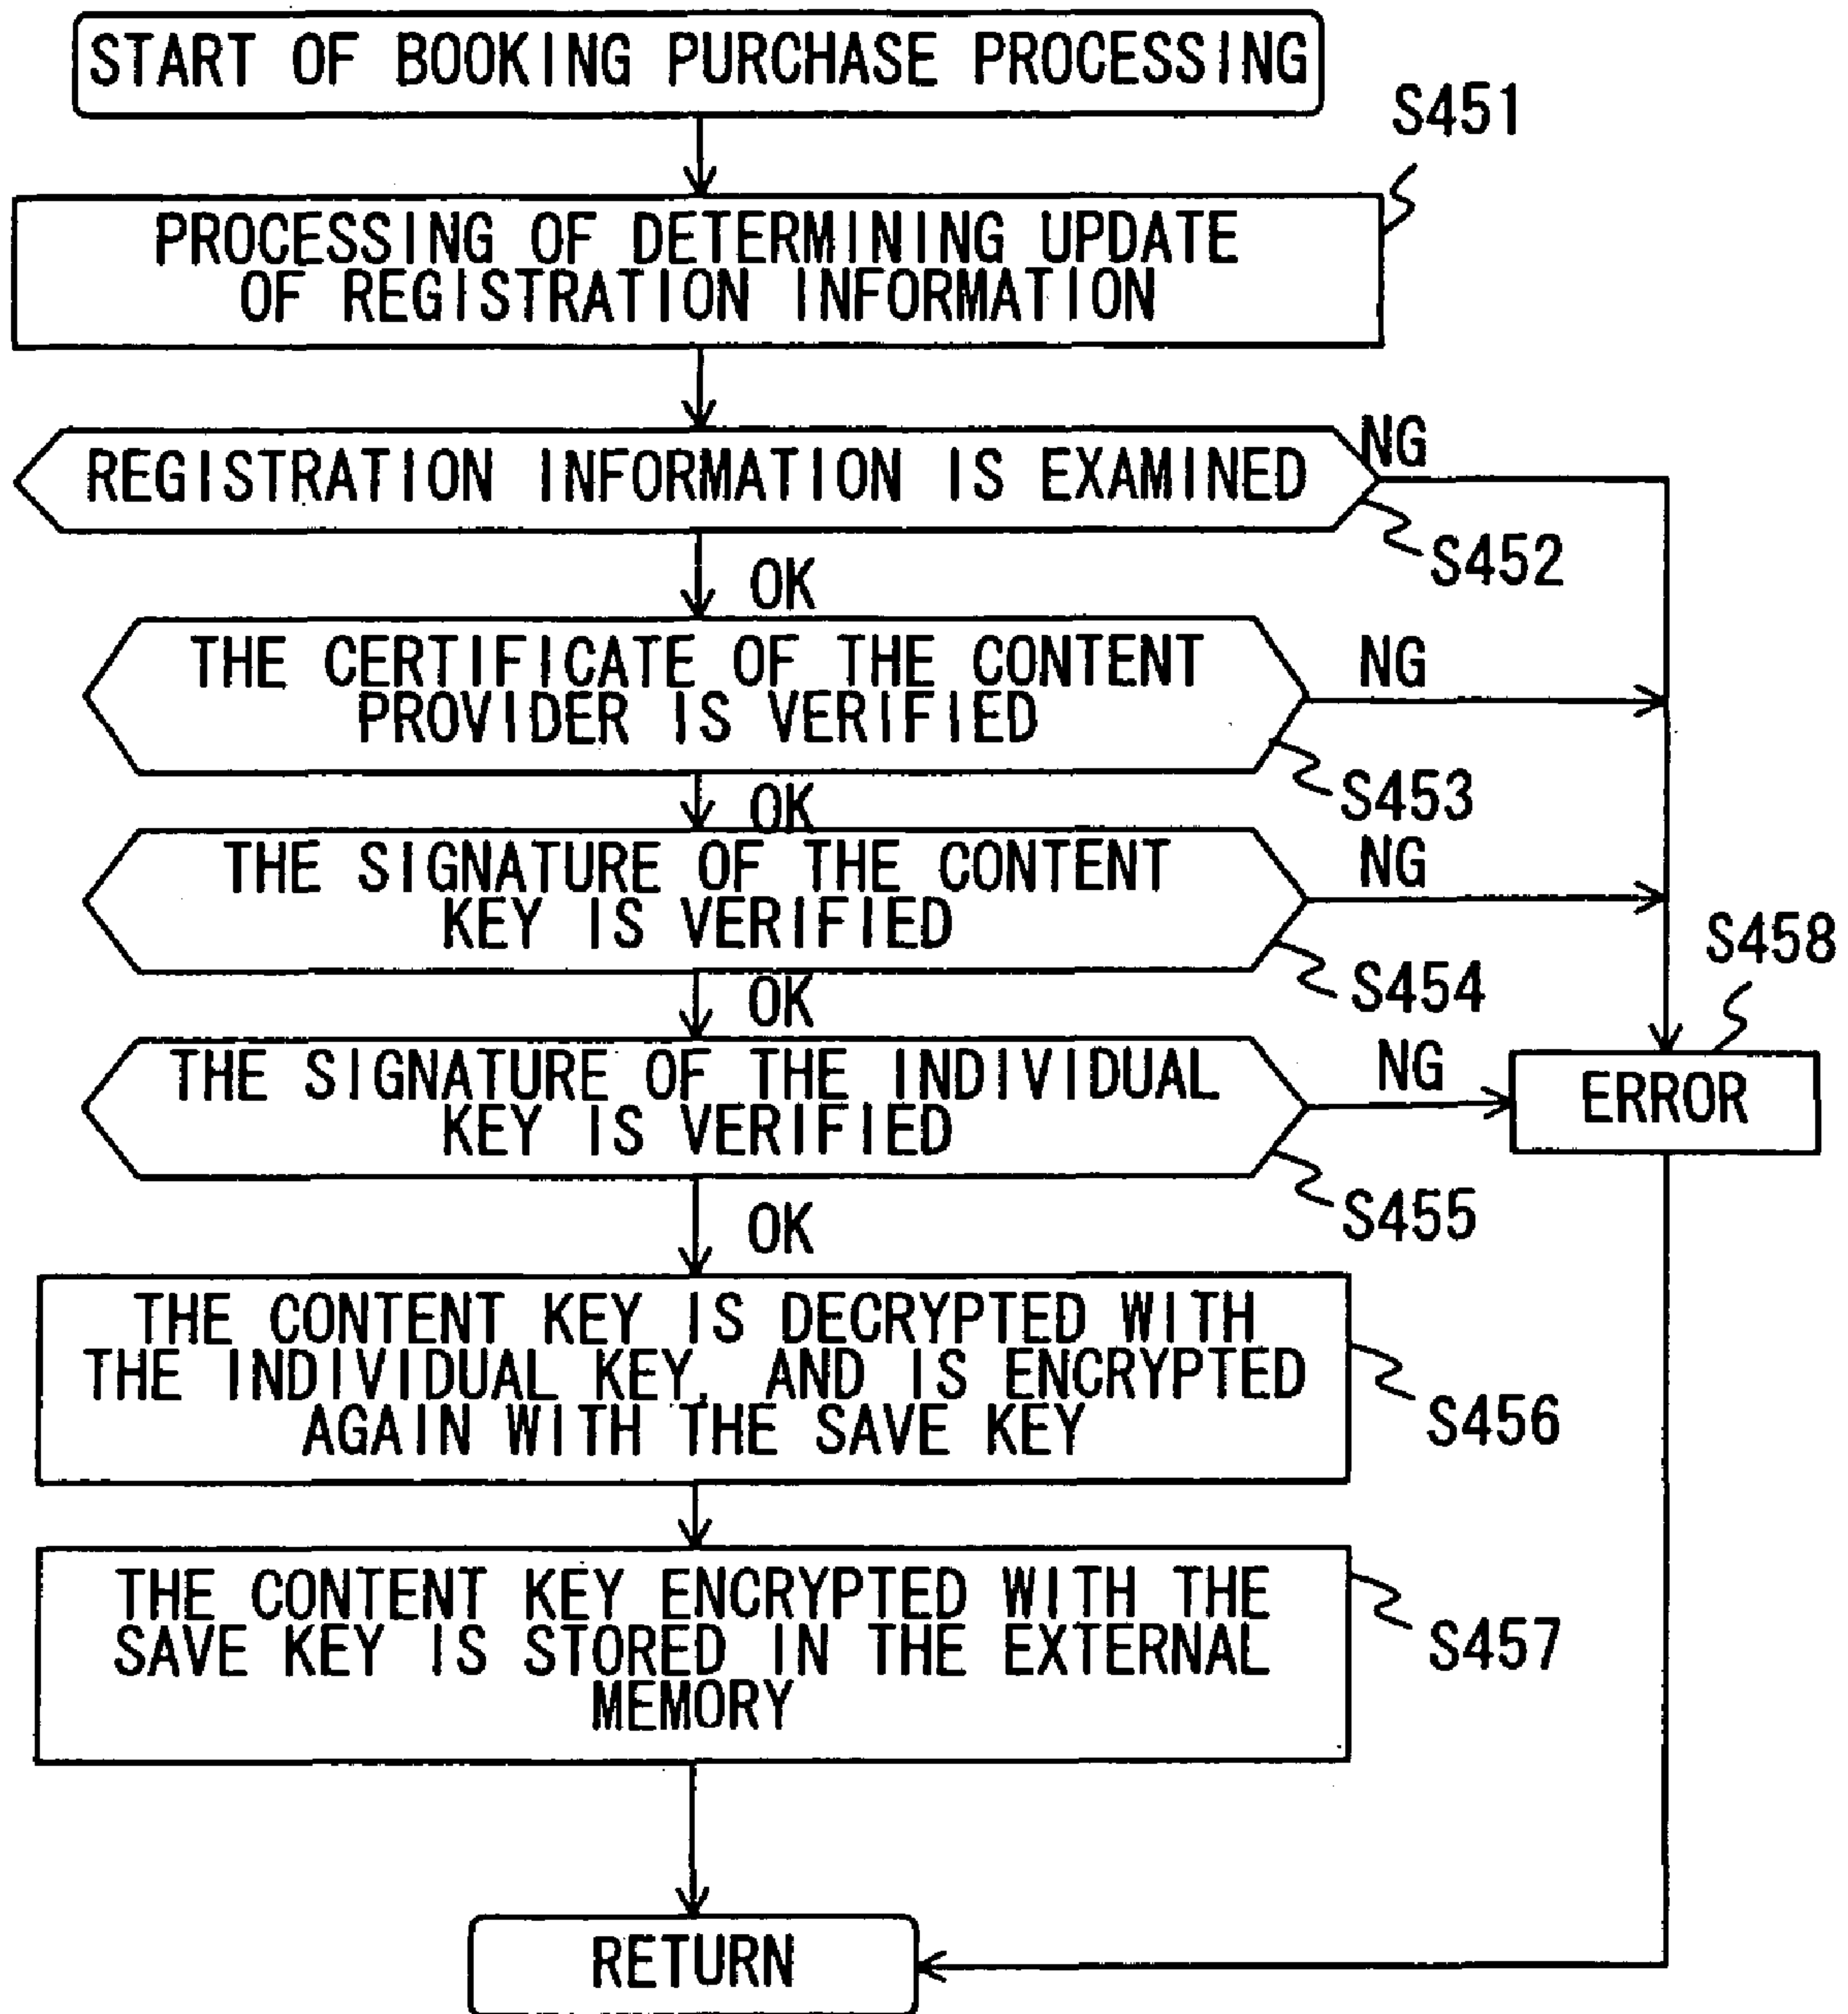 START OF BOOKING PURCHASE PROCESSING
S451
PROCESSING OF DETERMINING UPDATE
OF REGISTRATION INFORMATION
REGISTRATION INFORMATION IS EXAMINED
NG
S452
OK
THE CERTIFICATE OF THE CONTENT
PROVIDER IS VERIFIED
NG
S453
OK
THE SIGNATURE OF THE CONTENT
KEY IS VERIFIED
NG
S454
OK
S458
THE SIGNATURE OF THE INDIVIDUAL
KEY IS VERIFIED
NG
ERROR
S455
OK
THE CONTENT KEY IS DECRYPTED WITH
THE INDIVIDUAL KEY, AND IS ENCRYPTED
AGAIN WITH THE SAVE KEY
S456
THE CONTENT KEY ENCRYPTED WITH THE
SAVE KEY IS STORED IN THE EXTERNAL
MEMORY
S457
RETURN